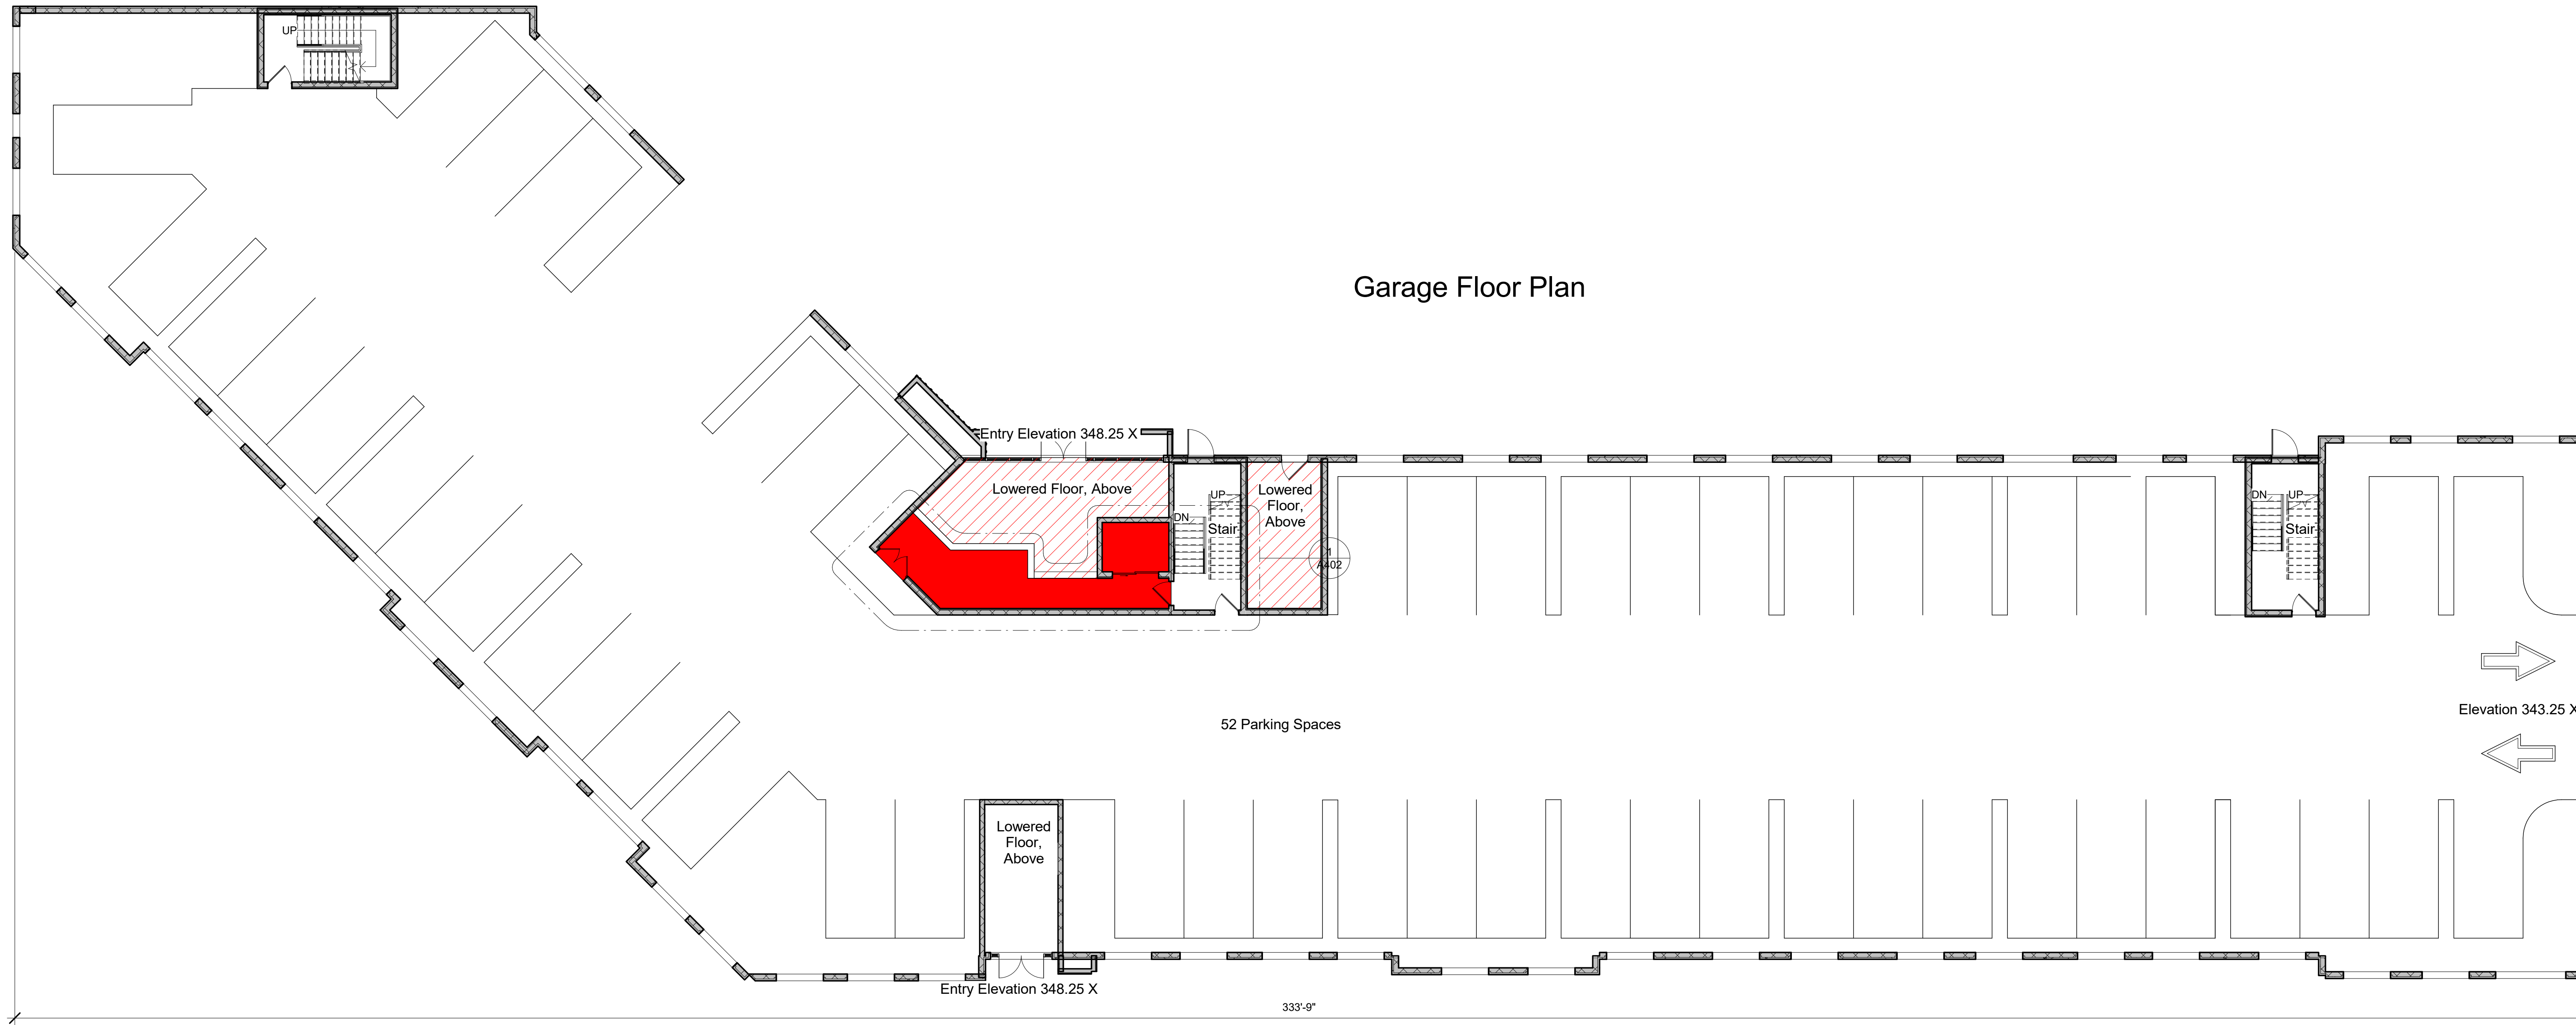 UP
Garage Floor Plan
Entry Elevation 348.25 X
Lowered Floor, Above
UP
DN
Stair
Lowered
Floor,
Above
1
A402
DN
UP
Stair
Elevation 343.25 X
52 Parking Spaces
Lowered
Floor,
Above
Entry Elevation 348.25 X
333'-9"